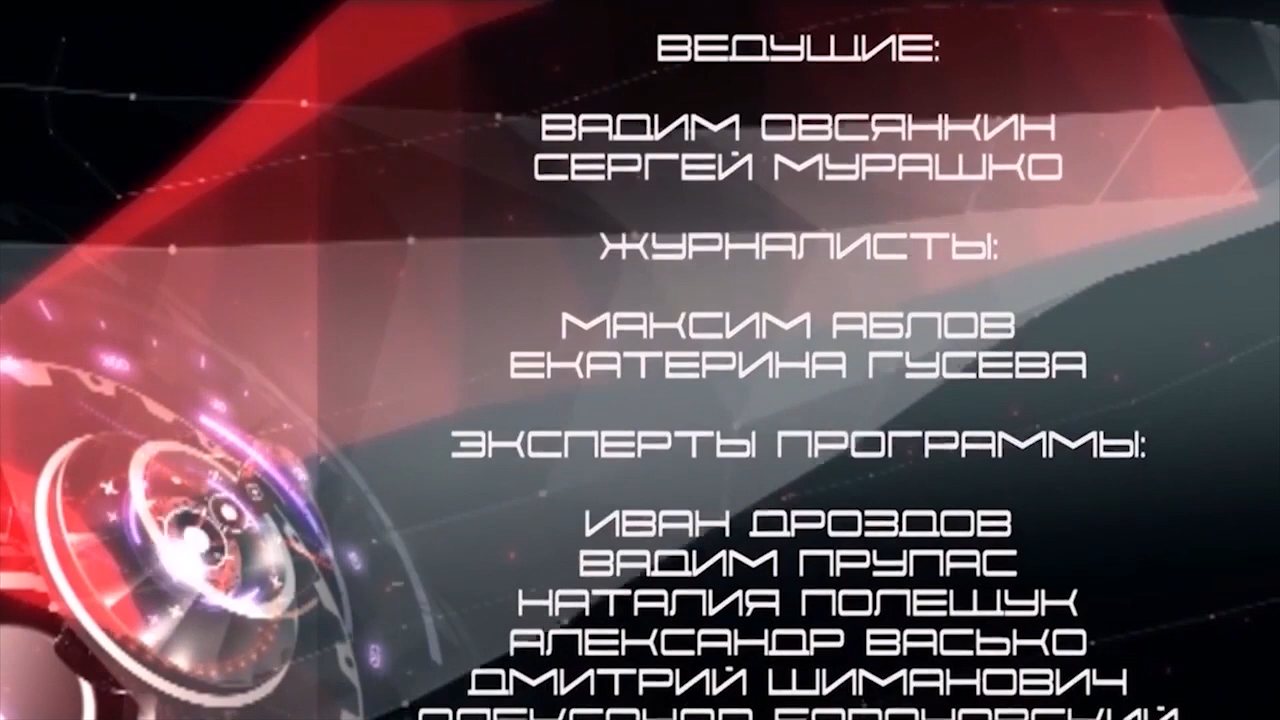 ВЕДУЩИЕ:
ВАДИМ ОВСЯНКИН
СЕРГЕЙ МУРАШКО
ЖУРНАЛИСТЫ:
МАКСИМ АБЛОВ
ЕКАТЕРИНА ГУСЕВА
ЭКСПЕРТЫ ПРОГРАММЫ:
ИВАН ДРОЗДОВ
ВАДИМ ПРУПАС
НАТАЛИЯ ПОЛЕЩУК
АЛЕКСАНДР ВАСЬКО
ДМИТРИЙ ШИМАНОВИЧ
АЛЕКСАНДР